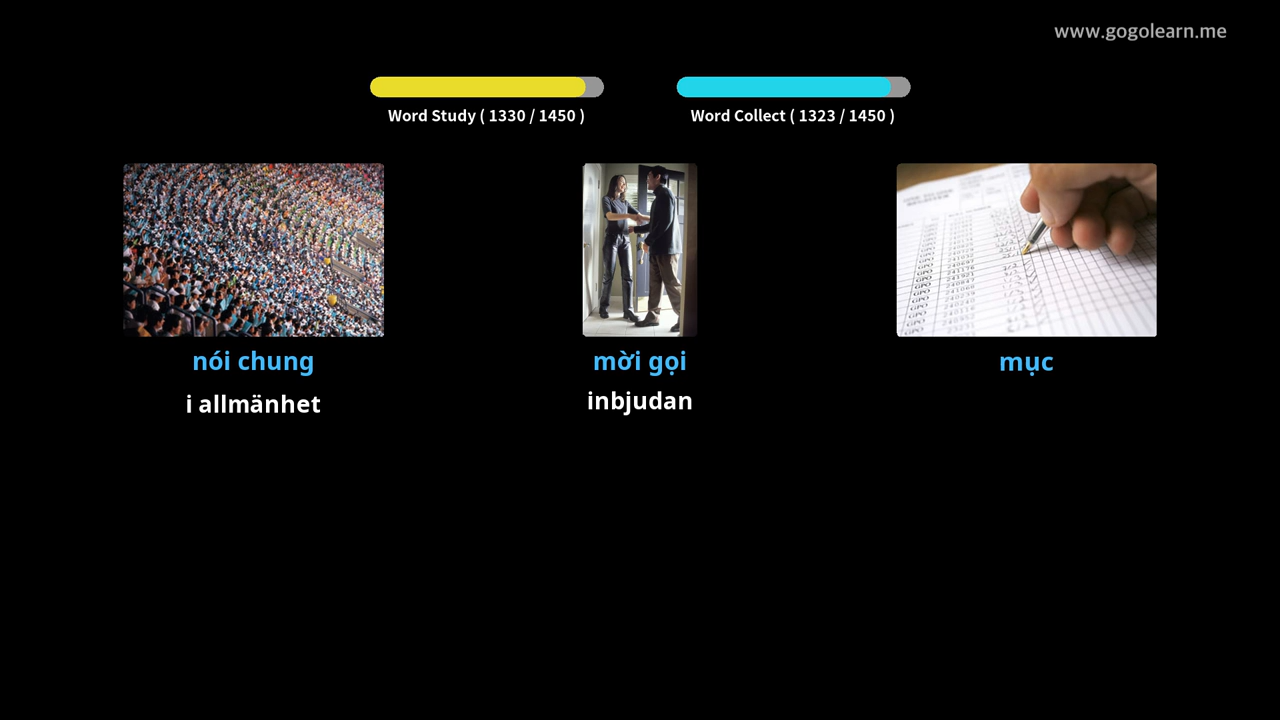 www.gogolearn.me
Word Study ( 1330 / 1450 )
Word Collect ( 1323 / 1450 )
nói chung
mời gọi
mục
i allmänhet
inbjudan